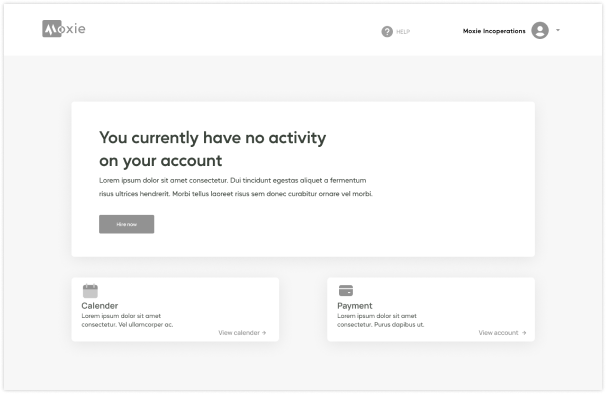 Moxie
HELP
Moxie Incoperations
You currently have no activity
on your account
Lorem ipsum dolor sit amet consectetur. Dui tincidunt egestas aliquet a fermentum
risus ultrices hendrerit. Morbi tellus laoreet risus sem donec curabitur ornare vel morbi.
Hire now
Calender
Lorem ipsum dolor sit amet
consectetur. Vel ullamcorper ac.
View calender →
Payment
Lorem ipsum dolor sit amet
consectetur. Purus dapibus ut.
View account →